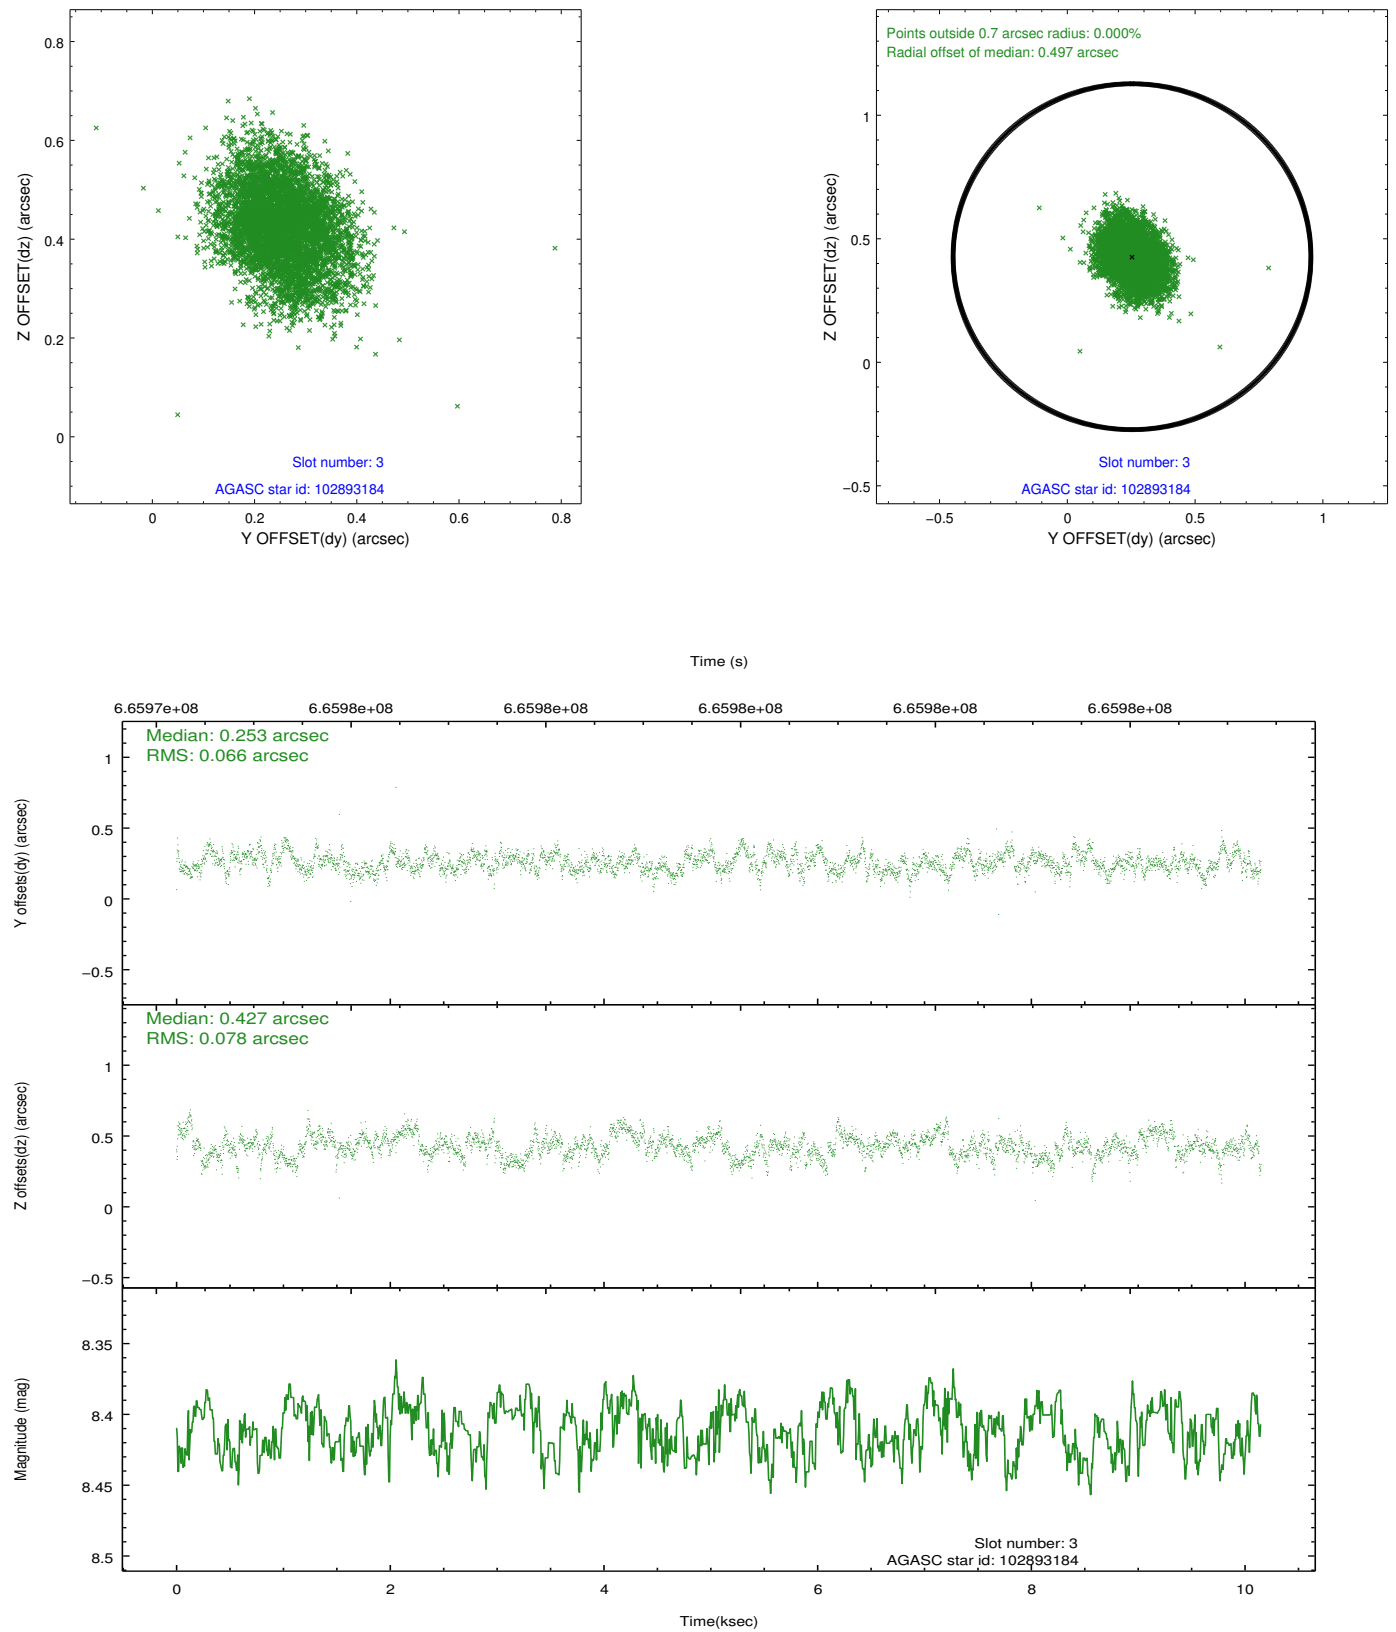 0.8
0.6
0.4
0.2
0
Z OFFSET(dz) (arcsec)
0 0.2 0.4 0.6 0.8
Y OFFSET(dy) (arcsec)
Slot number: 3
AGASC star id: 102893184
Points outside 0.7 arcsec radius: 0.000%
Radial offset of median: 0.497 arcsec
1
0.5
0
−0.5
Z OFFSET(dz) (arcsec)
−0.5 0 0.5 1
Y OFFSET(dy) (arcsec)
Slot number: 3
AGASC star id: 102893184
Time (s)
6.6597e+08 6.6598e+08 6.6598e+08 6.6598e+08 6.6598e+08 6.6598e+08
Median: 0.253 arcsec
RMS: 0.066 arcsec
1
0.5
0
−0.5
Y offsets(dy) (arcsec)
Median: 0.427 arcsec
RMS: 0.078 arcsec
1
0.5
0
−0.5
Z offsets(dz) (arcsec)
8.35
8.4
8.45
8.5
Magnitude (mag)
Slot number: 3
AGASC star id: 102893184
0 2 4 6 8 10
Time(ksec)